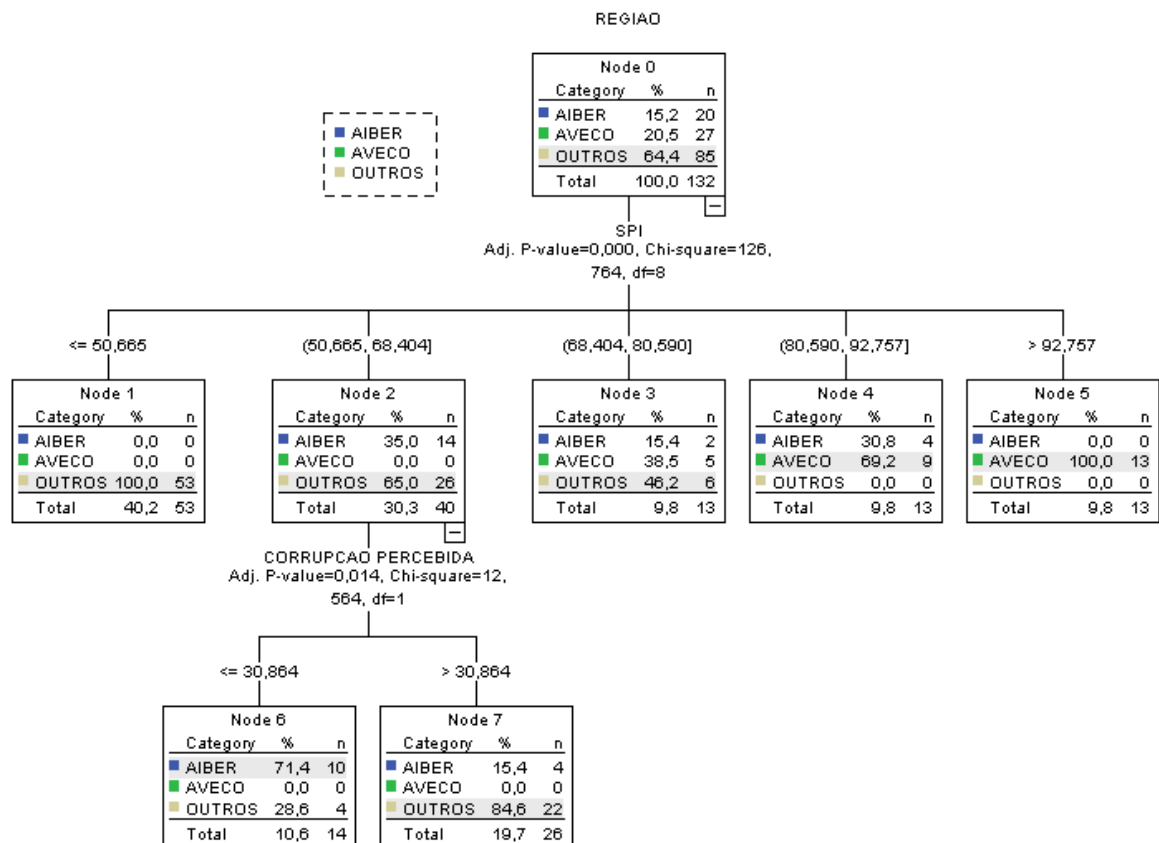 REGIAO
AIBER
AVECO
OUTROS
Node 0
Category % n
AIBER 15,2 20
AVECO 20,5 27
OUTROS 64,4 85
Total 100,0 132
SPI
Adj. P-value=0,000, Chi-square=126,
764, df=8
<= 50,665
(50,665, 68,404]
(68,404, 80,590]
(80,590, 92,757]
> 92,757
Node 1
Category % n
AIBER 0,0 0
AVECO 0,0 0
OUTROS 100,0 53
Total 40,2 53
Node 2
Category % n
AIBER 35,0 14
AVECO 0,0 0
OUTROS 65,0 26
Total 30,3 40
Node 3
Category % n
AIBER 15,4 2
AVECO 38,5 5
OUTROS 46,2 6
Total 9,8 13
Node 4
Category % n
AIBER 30,8 4
AVECO 69,2 9
OUTROS 0,0 0
Total 9,8 13
Node 5
Category % n
AIBER 0,0 0
AVECO 100,0 13
OUTROS 0,0 0
Total 9,8 13
CORRUPCAO PERCEBIDA
Adj. P-value=0,014, Chi-square=12,
564, df=1
<= 30,864
> 30,864
Node 6
Category % n
AIBER 71,4 10
AVECO 0,0 0
OUTROS 28,6 4
Total 10,6 14
Node 7
Category % n
AIBER 15,4 4
AVECO 0,0 0
OUTROS 84,6 22
Total 19,7 26